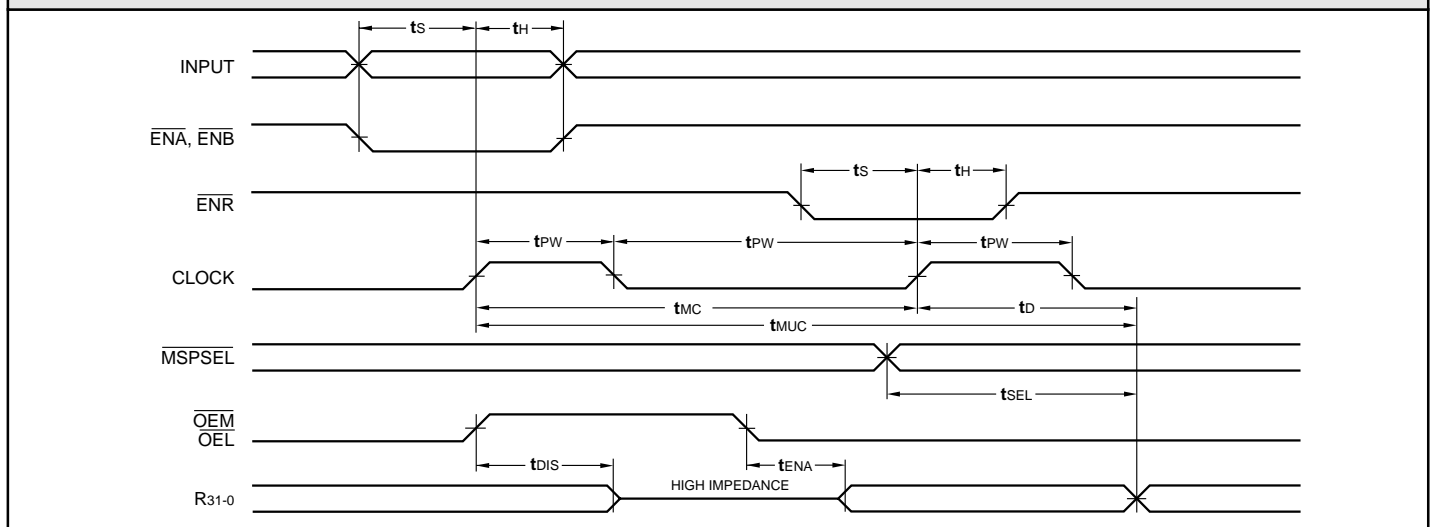 tS tH
INPUT
ENA, ENB
tS tH
ENR
tPW tPW tPW
CLOCK
tMC tD
tMUC
MSPSEL
tSEL
OEM
OEL
tDIS tENA
HIGH IMPEDANCE
R31-0